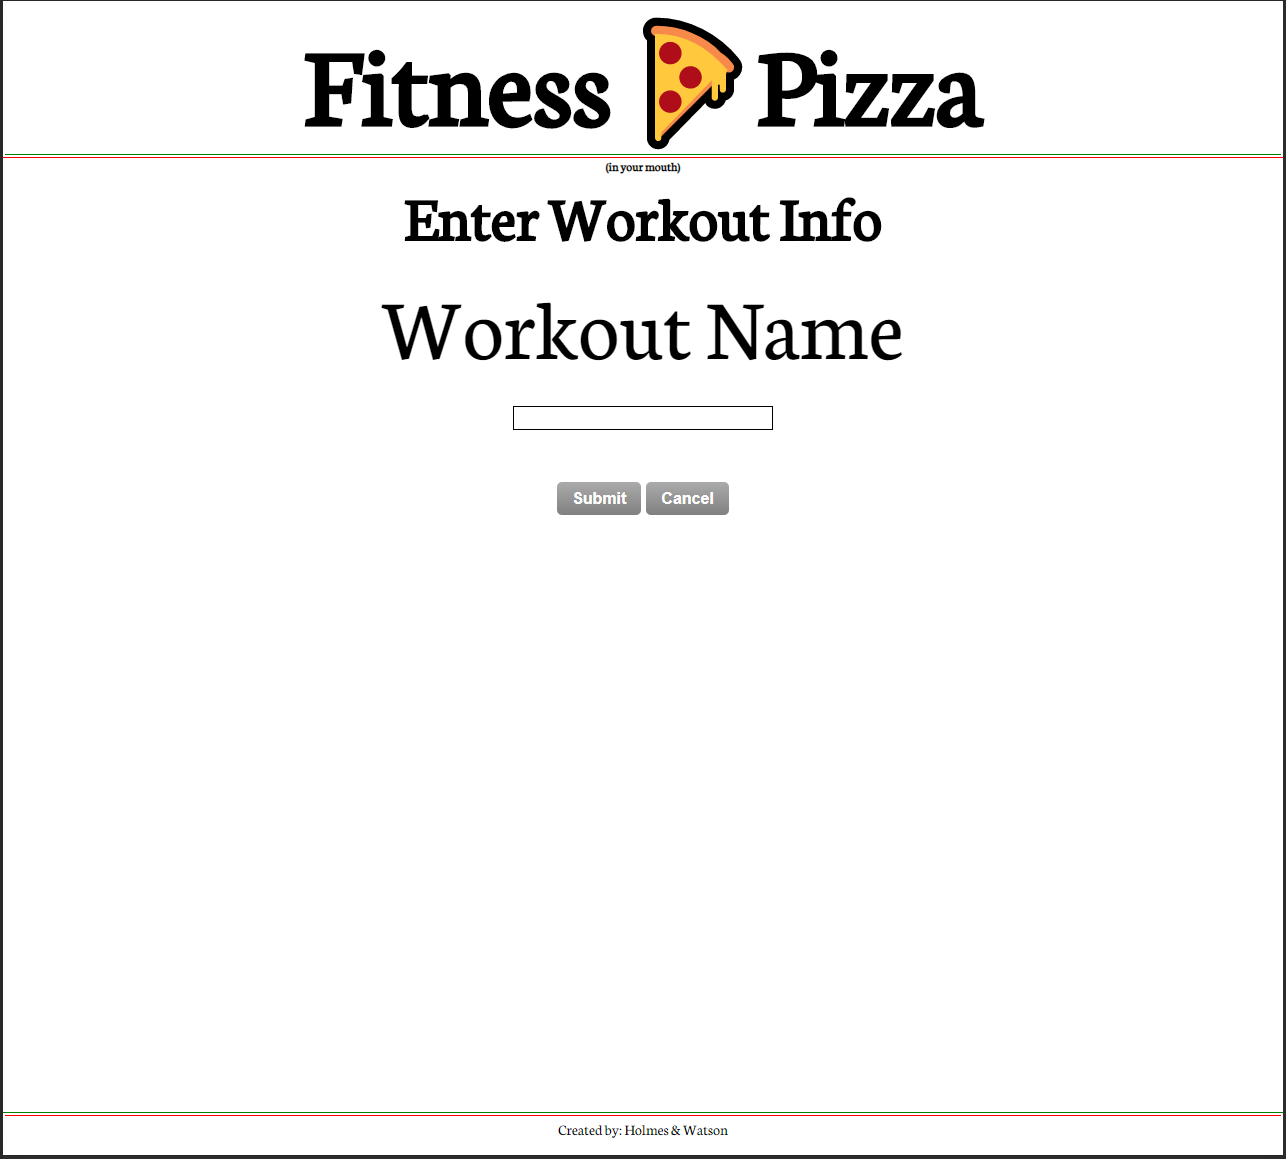 Fitness Pizza
(in your mouth)
Enter Workout Info
Workout Name
Submit Cancel
Created by: Holmes & Watson